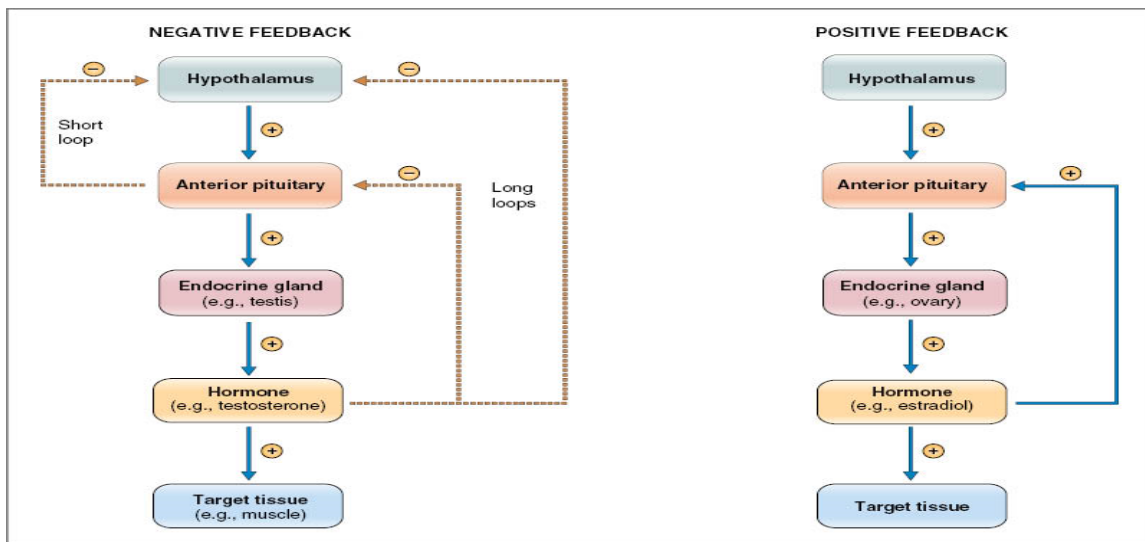 NEGATIVE FEEDBACK
−
Hypothalamus
−
Short
loop
+
Anterior pituitary
−
Long
loops
+
Endocrine gland
(e.g., testis)
+
Hormone
(e.g., testosterone)
+
Target tissue
(e.g., muscle)
POSITIVE FEEDBACK
Hypothalamus
+
Anterior pituitary
+
+
Endocrine gland
(e.g., ovary)
+
Hormone
(e.g., estradiol)
+
Target tissue